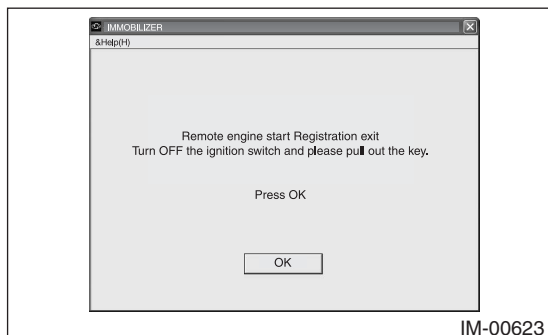 IMMOBILIZER
&Help(H)
Remote engine start Registration exit
Turn OFF the ignition switch and please pull out the key.
Press OK
OK
IM-00623